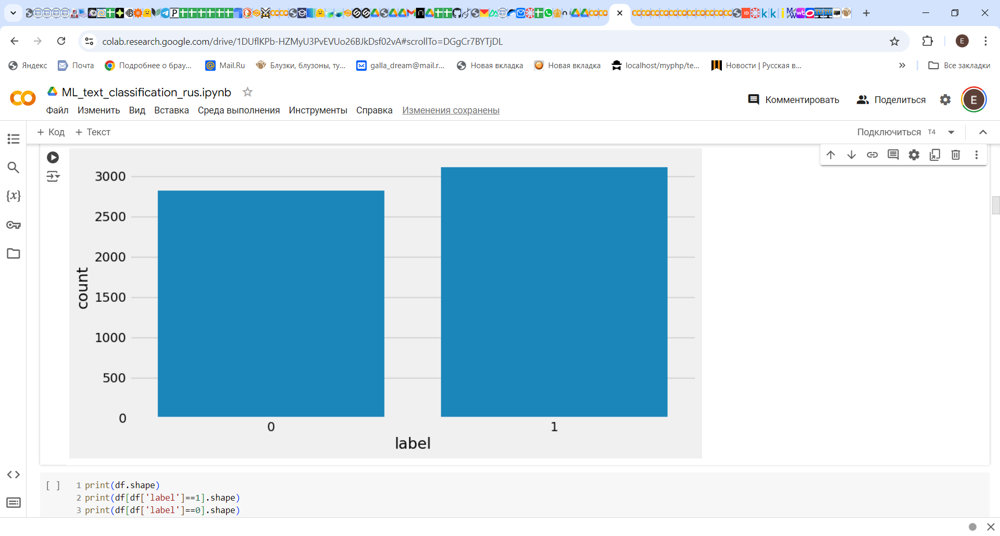 colab.research.google.com/drive/1DUflKPb-HZMyU3PvEVUo26BJkDsf02vA#scrollTo=DGgCr7BYTjDL
E
Яндекс Почта Подробнее о брау... Mail.Ru Блузки, блузоны, ту... galla_dream@mail.r... Новая вкладка Новая вкладка localhost/myphp/te... Новости | Русская в... » Все закладки
ML_text_classification_rus.ipynb
Комментировать Поделиться E
Файл Изменить Вид Вставка Среда выполнения Инструменты Справка Изменения сохранены
+ Код + Текст Подключиться T4
3000
2500
2000
1500
1000
500
0
count
0 1
label
[ ] 1 print(df.shape)
2 print(df[df['label']==1].shape)
3 print(df[df['label']==0].shape)